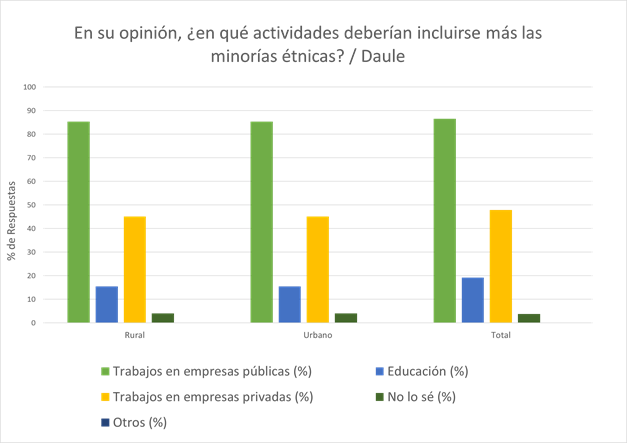 En su opinión, ¿en qué actividades deberían incluirse más las
minorías étnicas? / Daule
100
90
80
70
60
50
40
30
20
10
0
% de Respuestas
Rural Urbano Total
Trabajos en empresas públicas (%) Educación (%)
Trabajos en empresas privadas (%) No lo sé (%)
Otros (%)